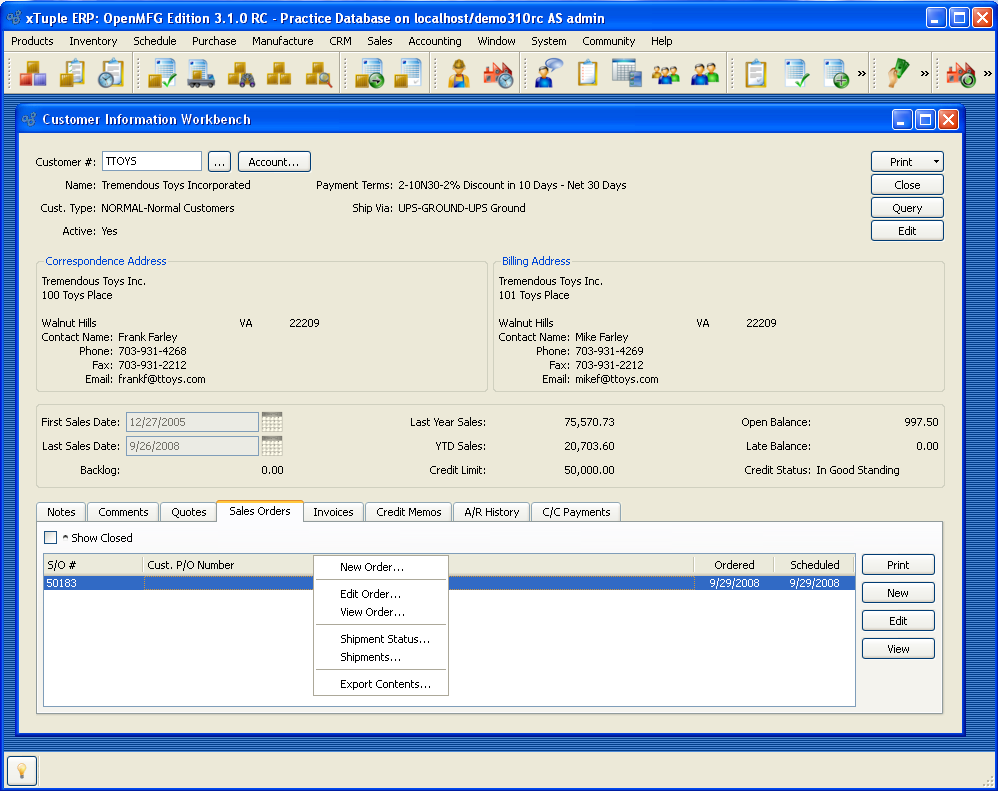 xTuple ERP: OpenMFG Edition 3.1.0 RC - Practice Database on localhost/demo310rc AS admin
Products Inventory Schedule Purchase Manufacture CRM Sales Accounting Window System Community Help
» » »
Customer Information Workbench
Customer #: TTOYS ... Account... Print
Name: Tremendous Toys Incorporated Payment Terms: 2-10N30-2% Discount in 10 Days - Net 30 Days Close
Cust. Type: NORMAL-Normal Customers Ship Via: UPS-GROUND-UPS Ground Query
Active: Yes Edit
Correspondence Address Billing Address
Tremendous Toys Inc. Tremendous Toys Inc.
100 Toys Place 101 Toys Place
Walnut Hills VA 22209 Walnut Hills VA 22209
Contact Name: Frank Farley Contact Name: Mike Farley
Phone: 703-931-4268 Phone: 703-931-4269
Fax: 703-931-2212 Fax: 703-931-2212
Email: frankf@ttoys.com Email: mikef@ttoys.com
First Sales Date: 12/27/2005 Last Year Sales: 75,570.73 Open Balance: 997.50
Last Sales Date: 9/26/2008 YTD Sales: 20,703.60 Late Balance: 0.00
Backlog: 0.00 Credit Limit: 50,000.00 Credit Status: In Good Standing
Notes Comments Quotes Sales Orders Invoices Credit Memos A/R History C/C Payments
^ Show Closed
S/O # Cust. P/O Number Ordered Scheduled Print
50183 9/29/2008 9/29/2008
New Order...
Edit Order... New
View Order... Edit
Shipment Status... View
Shipments...
Export Contents...